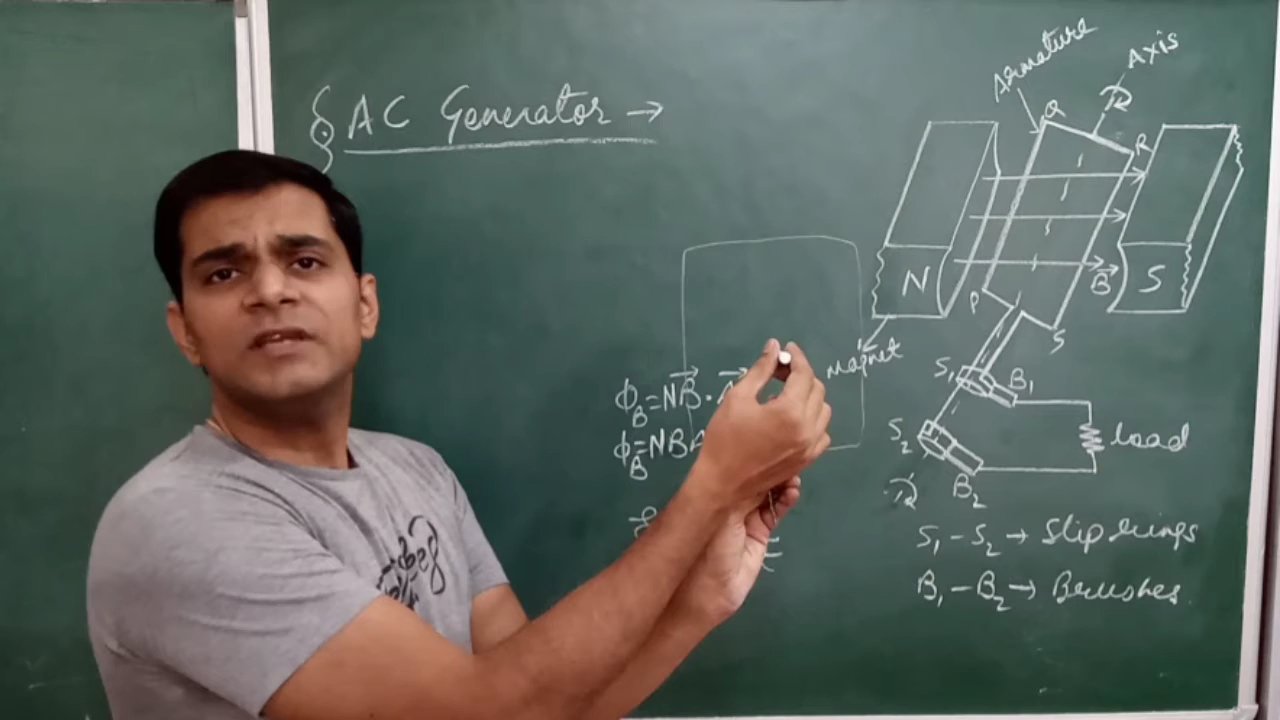 § AC Generator →
Armature
Axis
Q
R
N
S
B⃗
P
S
Magnet
S₁
B₁
S₂
B₂
Load
ϕ_B = N B⃗ ·
ϕ_B = NBA
S₁ – S₂ → Slip rings
B₁ – B₂ → Brushes